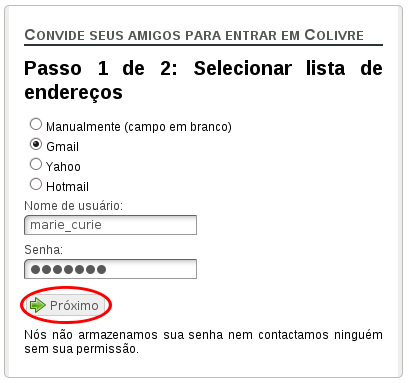 Convide seus amigos para entrar em Colivre
Passo 1 de 2: Selecionar lista de
endereços
Manualmente (campo em branco)
Gmail
Yahoo
Hotmail
Nome de usuário:
marie_curie
Senha:
●●●●●●●
Próximo
Nós não armazenamos sua senha nem contactamos ninguém
sem sua permissão.